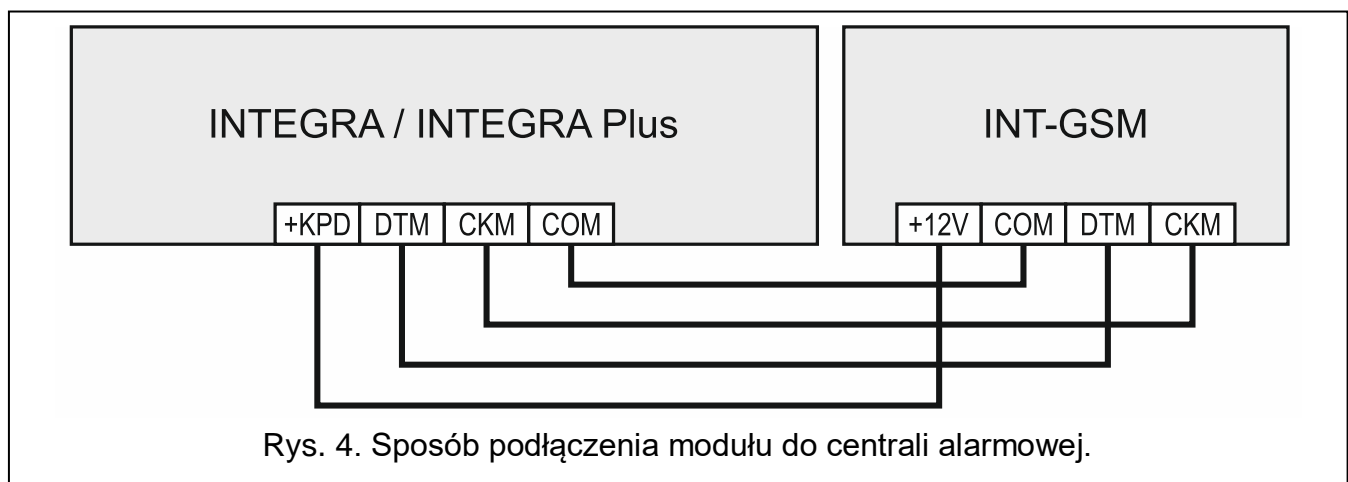 INTEGRA / INTEGRA Plus
INT-GSM
+KPD DTM CKM COM
+12V COM DTM CKM
Rys. 4. Sposób podłączenia modułu do centrali alarmowej.